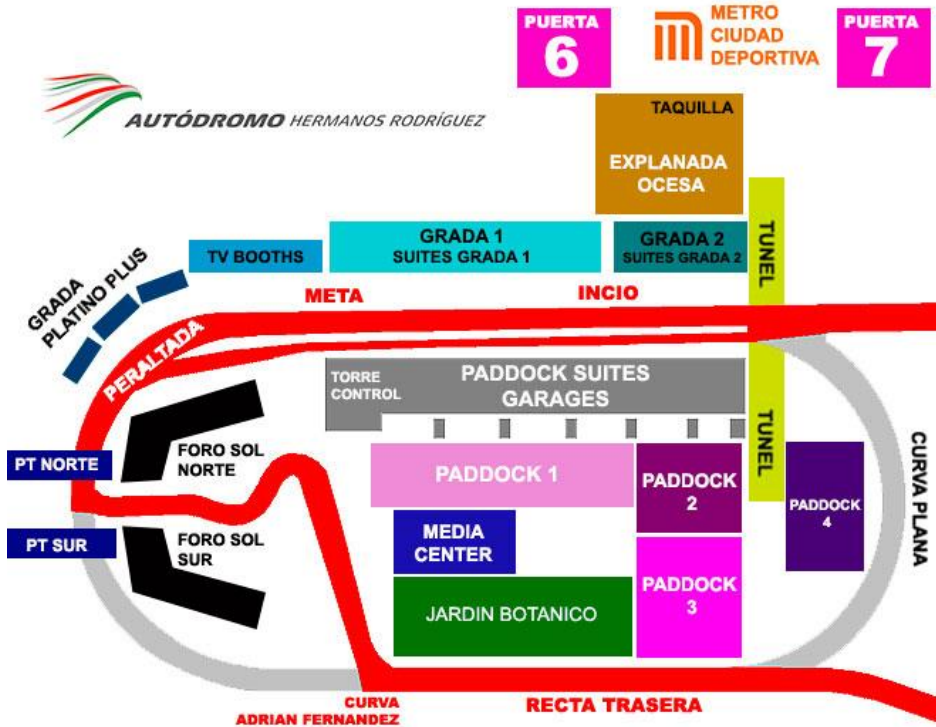 PUERTA
6
METRO
CIUDAD
DEPORTIVA
PUERTA
7
AUTÓDROMO HERMANOS RODRÍGUEZ
TAQUILLA
EXPLANADA
OCESA
TUNEL
GRADA 1
SUITES GRADA 1
GRADA 2
SUITES GRADA 2
TV BOOTHS
GRADA
PLATINO PLUS
META
INCIO
PERALTADA
TORRE
CONTROL
PADDOCK SUITES
GARAGES
TUNEL
CURVA PLANA
FORO SOL
NORTE
PT NORTE
PADDOCK 1
PADDOCK
2
PADDOCK
4
MEDIA
CENTER
PT SUR
FORO SOL
SUR
PADDOCK
3
JARDIN BOTANICO
CURVA
ADRIAN FERNANDEZ
RECTA TRASERA